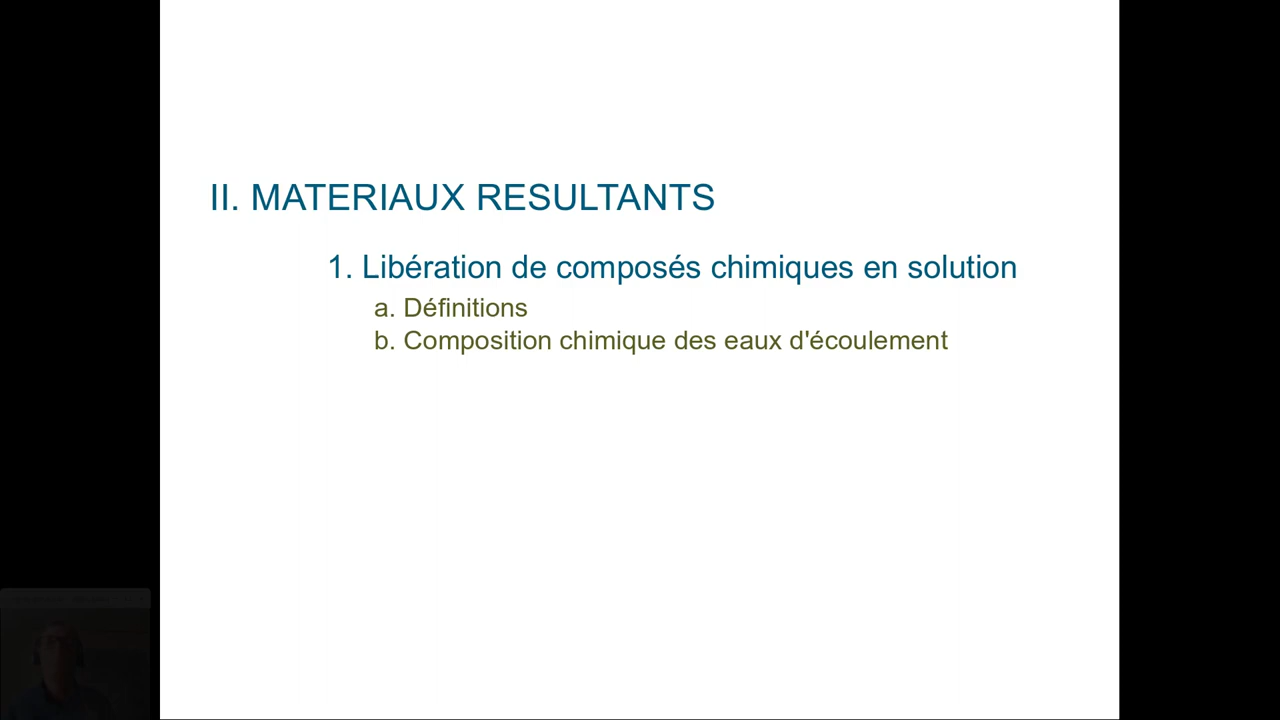 II. MATERIAUX RESULTANTS
1. Libération de composés chimiques en solution
a. Définitions
b. Composition chimique des eaux d'écoulement